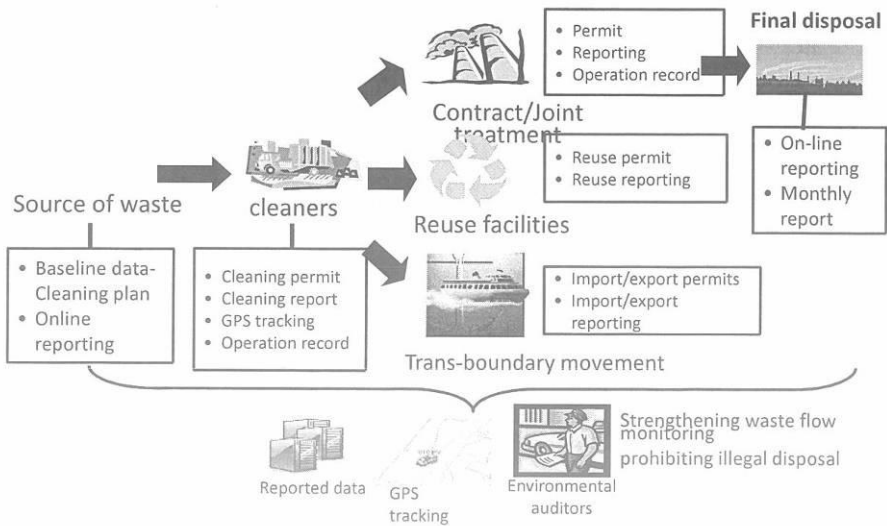 Final disposal
• Permit
• Reporting
• Operation record
Contract/Joint
treatment
• Reuse permit
• Reuse reporting
• On-line
reporting
• Monthly
report
Source of waste
cleaners
Reuse facilities
• Baseline data-
Cleaning plan
• Online
reporting
• Cleaning permit
• Cleaning report
• GPS tracking
• Operation record
• Import/export permits
• Import/export
reporting
Trans-boundary movement
Strengthening waste flow
monitoring
prohibiting illegal disposal
Reported data
GPS
tracking
Environmental
auditors